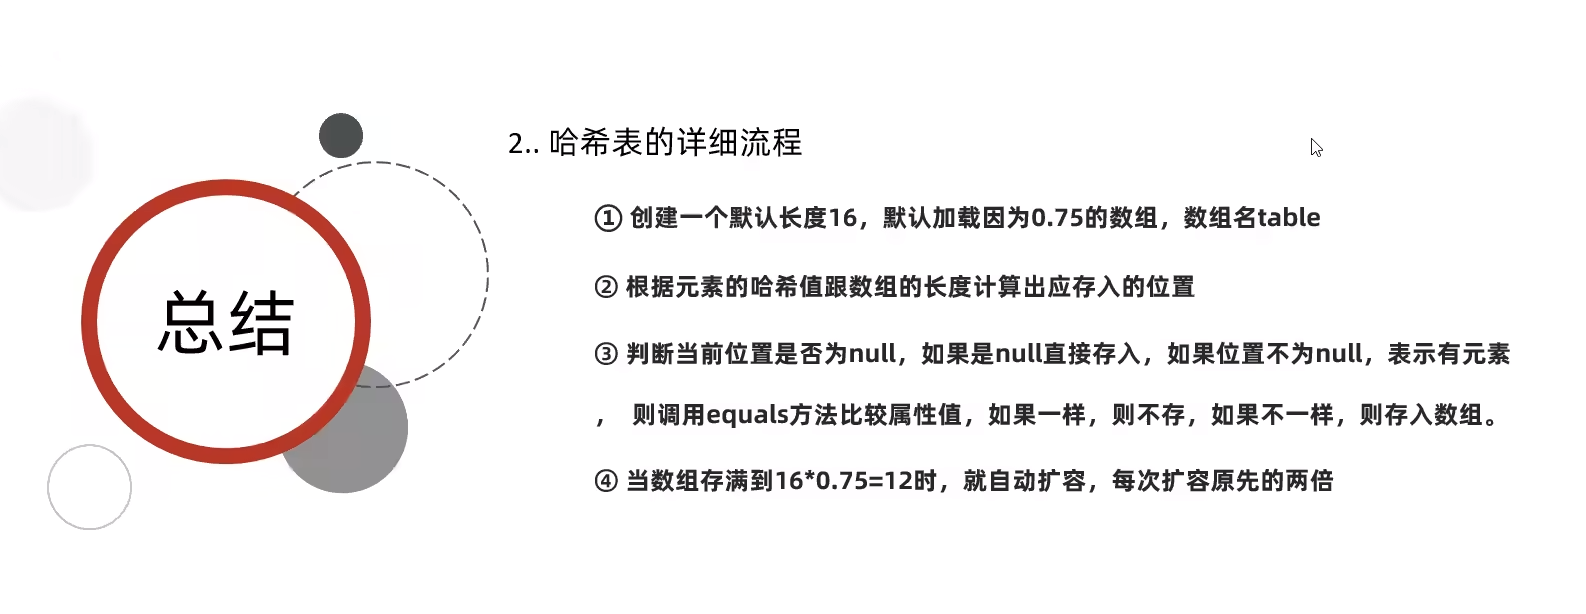 总结
2.. 哈希表的详细流程
① 创建一个默认长度16，默认加载因为0.75的数组，数组名table
② 根据元素的哈希值跟数组的长度计算出应存入的位置
③ 判断当前位置是否为null，如果是null直接存入，如果位置不为null，表示有元素
， 则调用equals方法比较属性值，如果一样，则不存，如果不一样，则存入数组。
④ 当数组存满到16*0.75=12时，就自动扩容，每次扩容原先的两倍